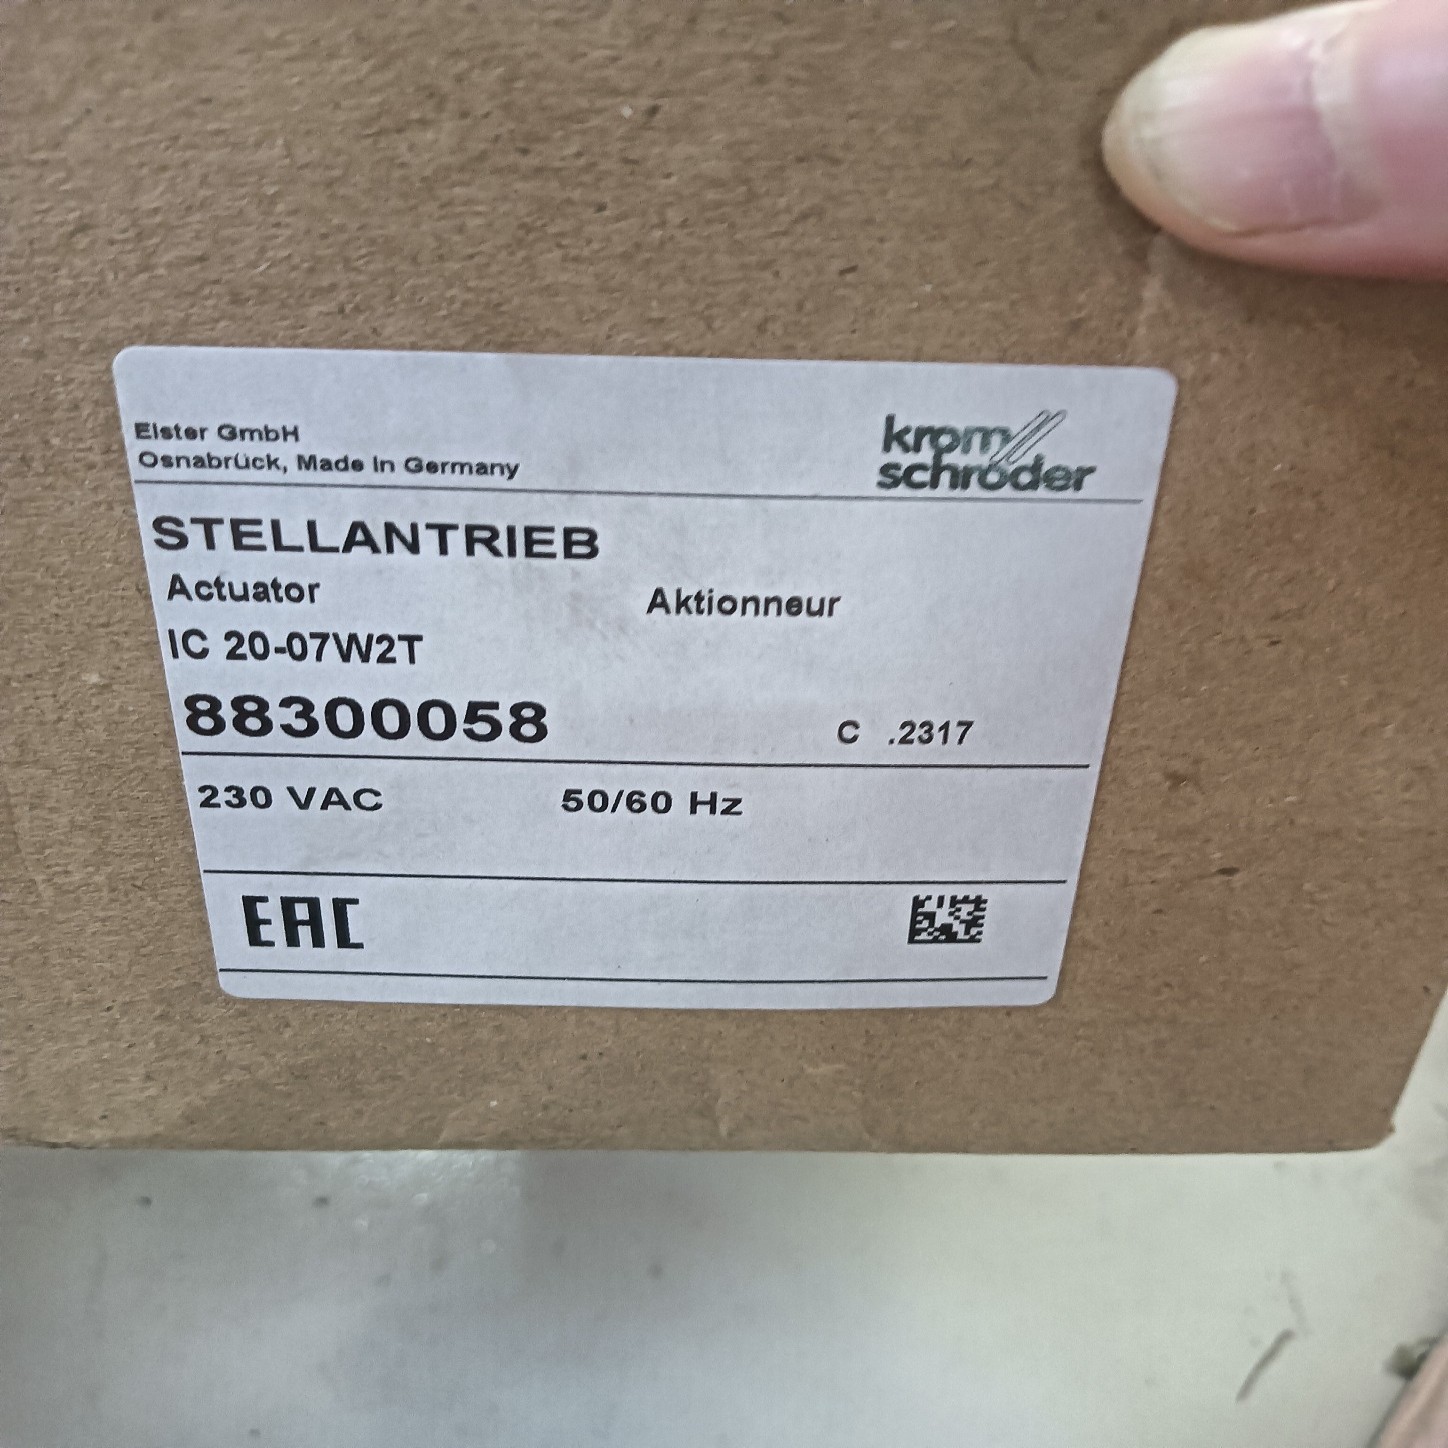 Elster GmbH
Osnabrück, Made in Germany
krom
schröder
STELLANTRIEB
Actuator Aktionneur
IC 20-07W2T
88300058 C .2317
230 VAC 50/60 Hz
EAC